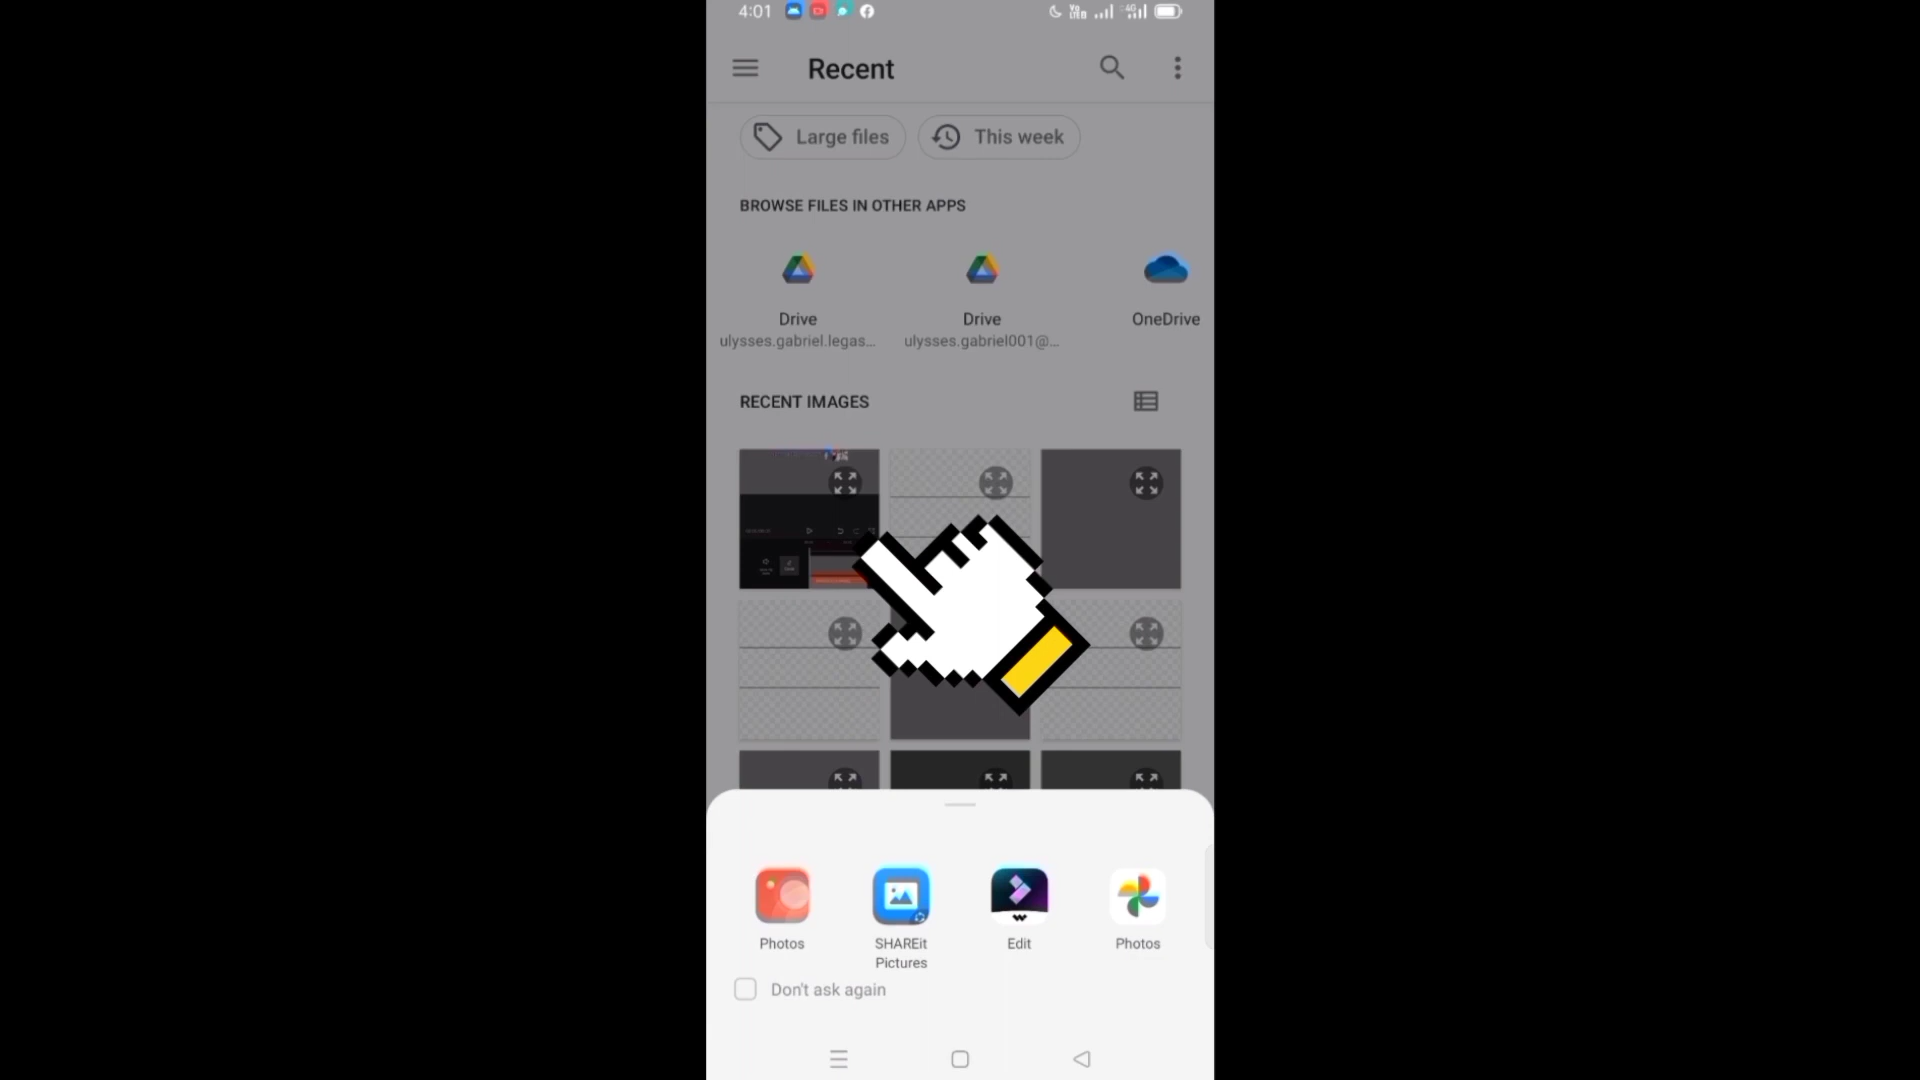 4:01
Recent
Large files
This week
BROWSE FILES IN OTHER APPS
Drive
ulysses.gabriel.legas...
Drive
ulysses.gabriel001@...
OneDrive
RECENT IMAGES
Photos
SHAREit
Pictures
Edit
Photos
Don't ask again